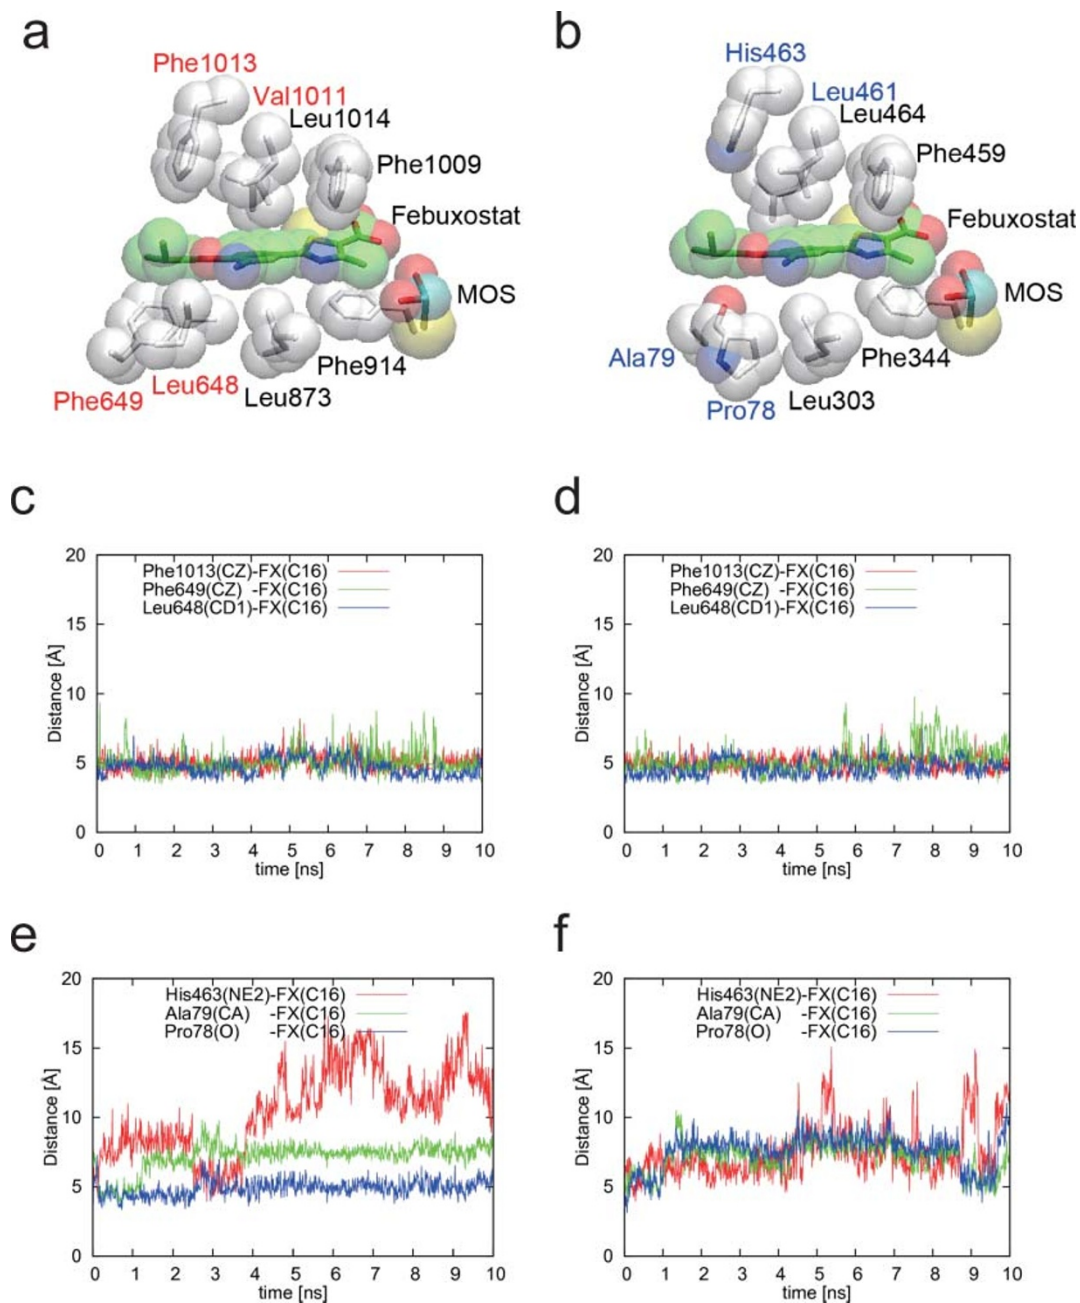 a
Phe1013
Val1011
Leu1014
Phe1009
Febuxostat
MOS
Phe914
Leu648
Phe649
Leu873
b
His463
Leu461
Leu464
Phe459
Febuxostat
MOS
Phe344
Ala79
Pro78
Leu303
c
20
15
10
5
0
Distance [Å]
Phe1013(CZ)-FX(C16)
Phe649(CZ) -FX(C16)
Leu648(CD1)-FX(C16)
0 1 2 3 4 5 6 7 8 9 10
time [ns]
d
20
15
10
5
0
Distance [Å]
Phe1013(CZ)-FX(C16)
Phe649(CZ) -FX(C16)
Leu648(CD1)-FX(C16)
0 1 2 3 4 5 6 7 8 9 10
time [ns]
e
20
15
10
5
0
Distance [Å]
His463(NE2)-FX(C16)
Ala79(CA) -FX(C16)
Pro78(O) -FX(C16)
0 1 2 3 4 5 6 7 8 9 10
time [ns]
f
20
15
10
5
0
Distance [Å]
His463(NE2)-FX(C16)
Ala79(CA) -FX(C16)
Pro78(O) -FX(C16)
0 1 2 3 4 5 6 7 8 9 10
time [ns]